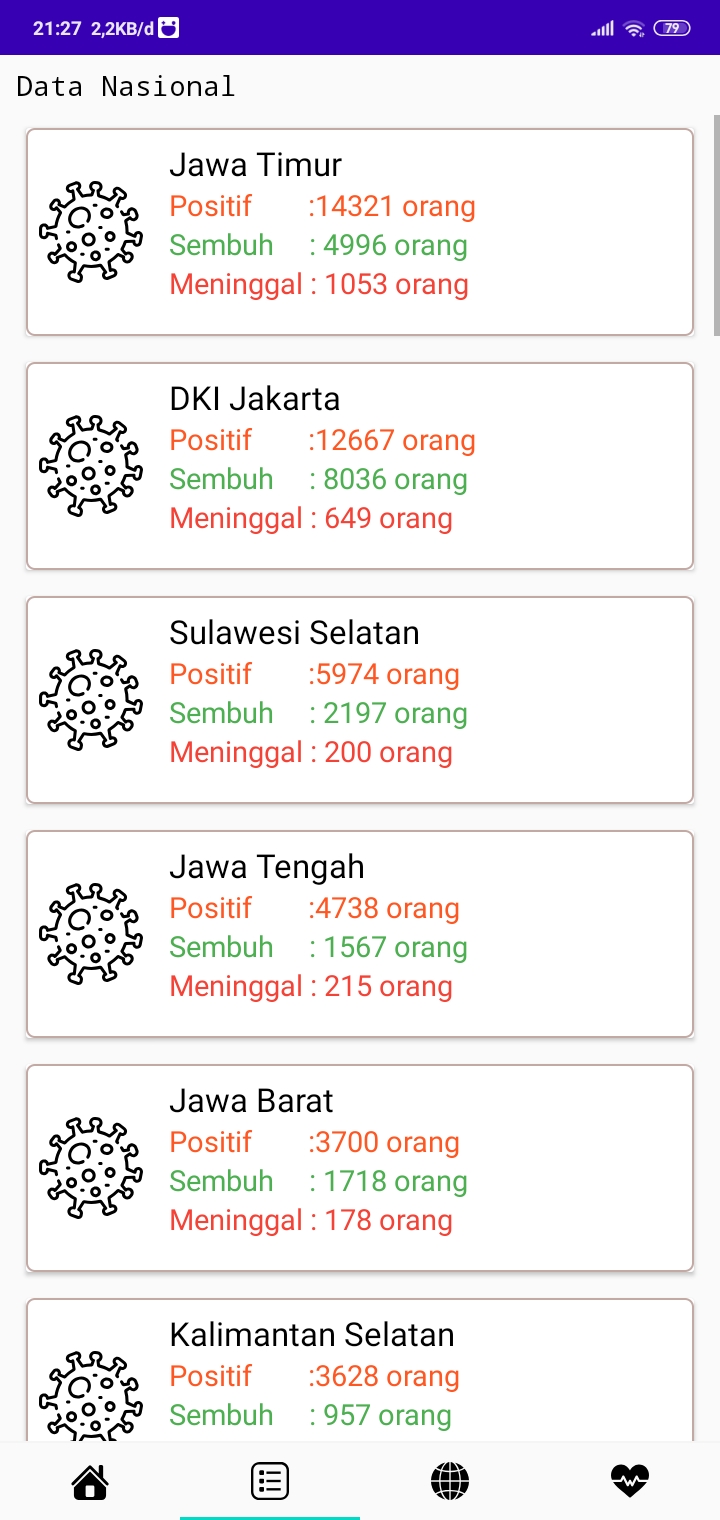 21:27 2,2KB/d 79
Data Nasional
Jawa Timur
Positif :14321 orang
Sembuh : 4996 orang
Meninggal : 1053 orang
DKI Jakarta
Positif :12667 orang
Sembuh : 8036 orang
Meninggal : 649 orang
Sulawesi Selatan
Positif :5974 orang
Sembuh : 2197 orang
Meninggal : 200 orang
Jawa Tengah
Positif :4738 orang
Sembuh : 1567 orang
Meninggal : 215 orang
Jawa Barat
Positif :3700 orang
Sembuh : 1718 orang
Meninggal : 178 orang
Kalimantan Selatan
Positif :3628 orang
Sembuh : 957 orang